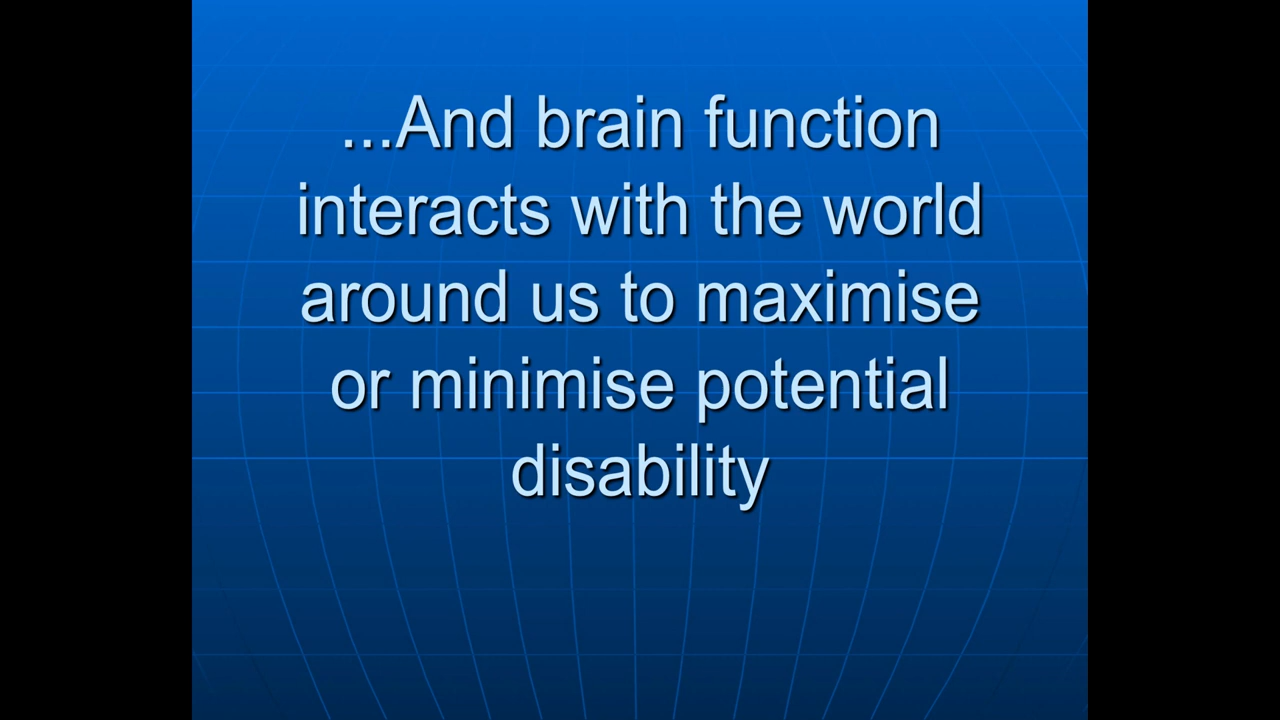 ...And brain function
interacts with the world
around us to maximise
or minimise potential
disability